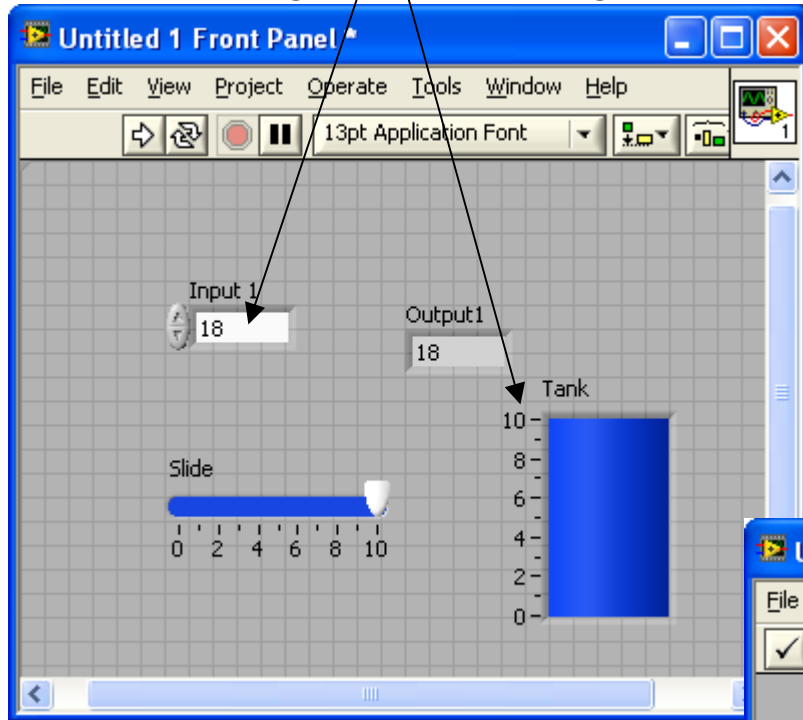 Untitled 1 Front Panel *
File Edit View Project Operate Tools Window Help
13pt Application Font
1
Input 1
18
Output1
18
Tank
10
8
6
4
2
0
Slide
0 2 4 6 8 10
File